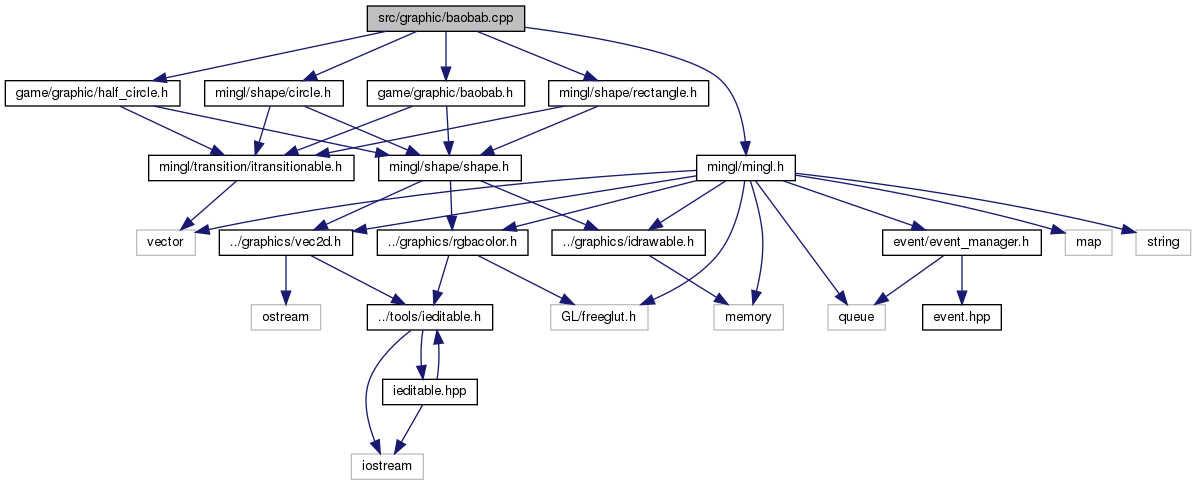 src/graphic/baobab.cpp
game/graphic/half_circle.h
mingl/shape/circle.h
game/graphic/baobab.h
mingl/shape/rectangle.h
mingl/transition/itransitionable.h
mingl/shape/shape.h
mingl/mingl.h
vector
../graphics/vec2d.h
../graphics/rgbacolor.h
../graphics/idrawable.h
event/event_manager.h
map
string
ostream
../tools/ieditable.h
GL/freeglut.h
memory
queue
event.hpp
ieditable.hpp
iostream